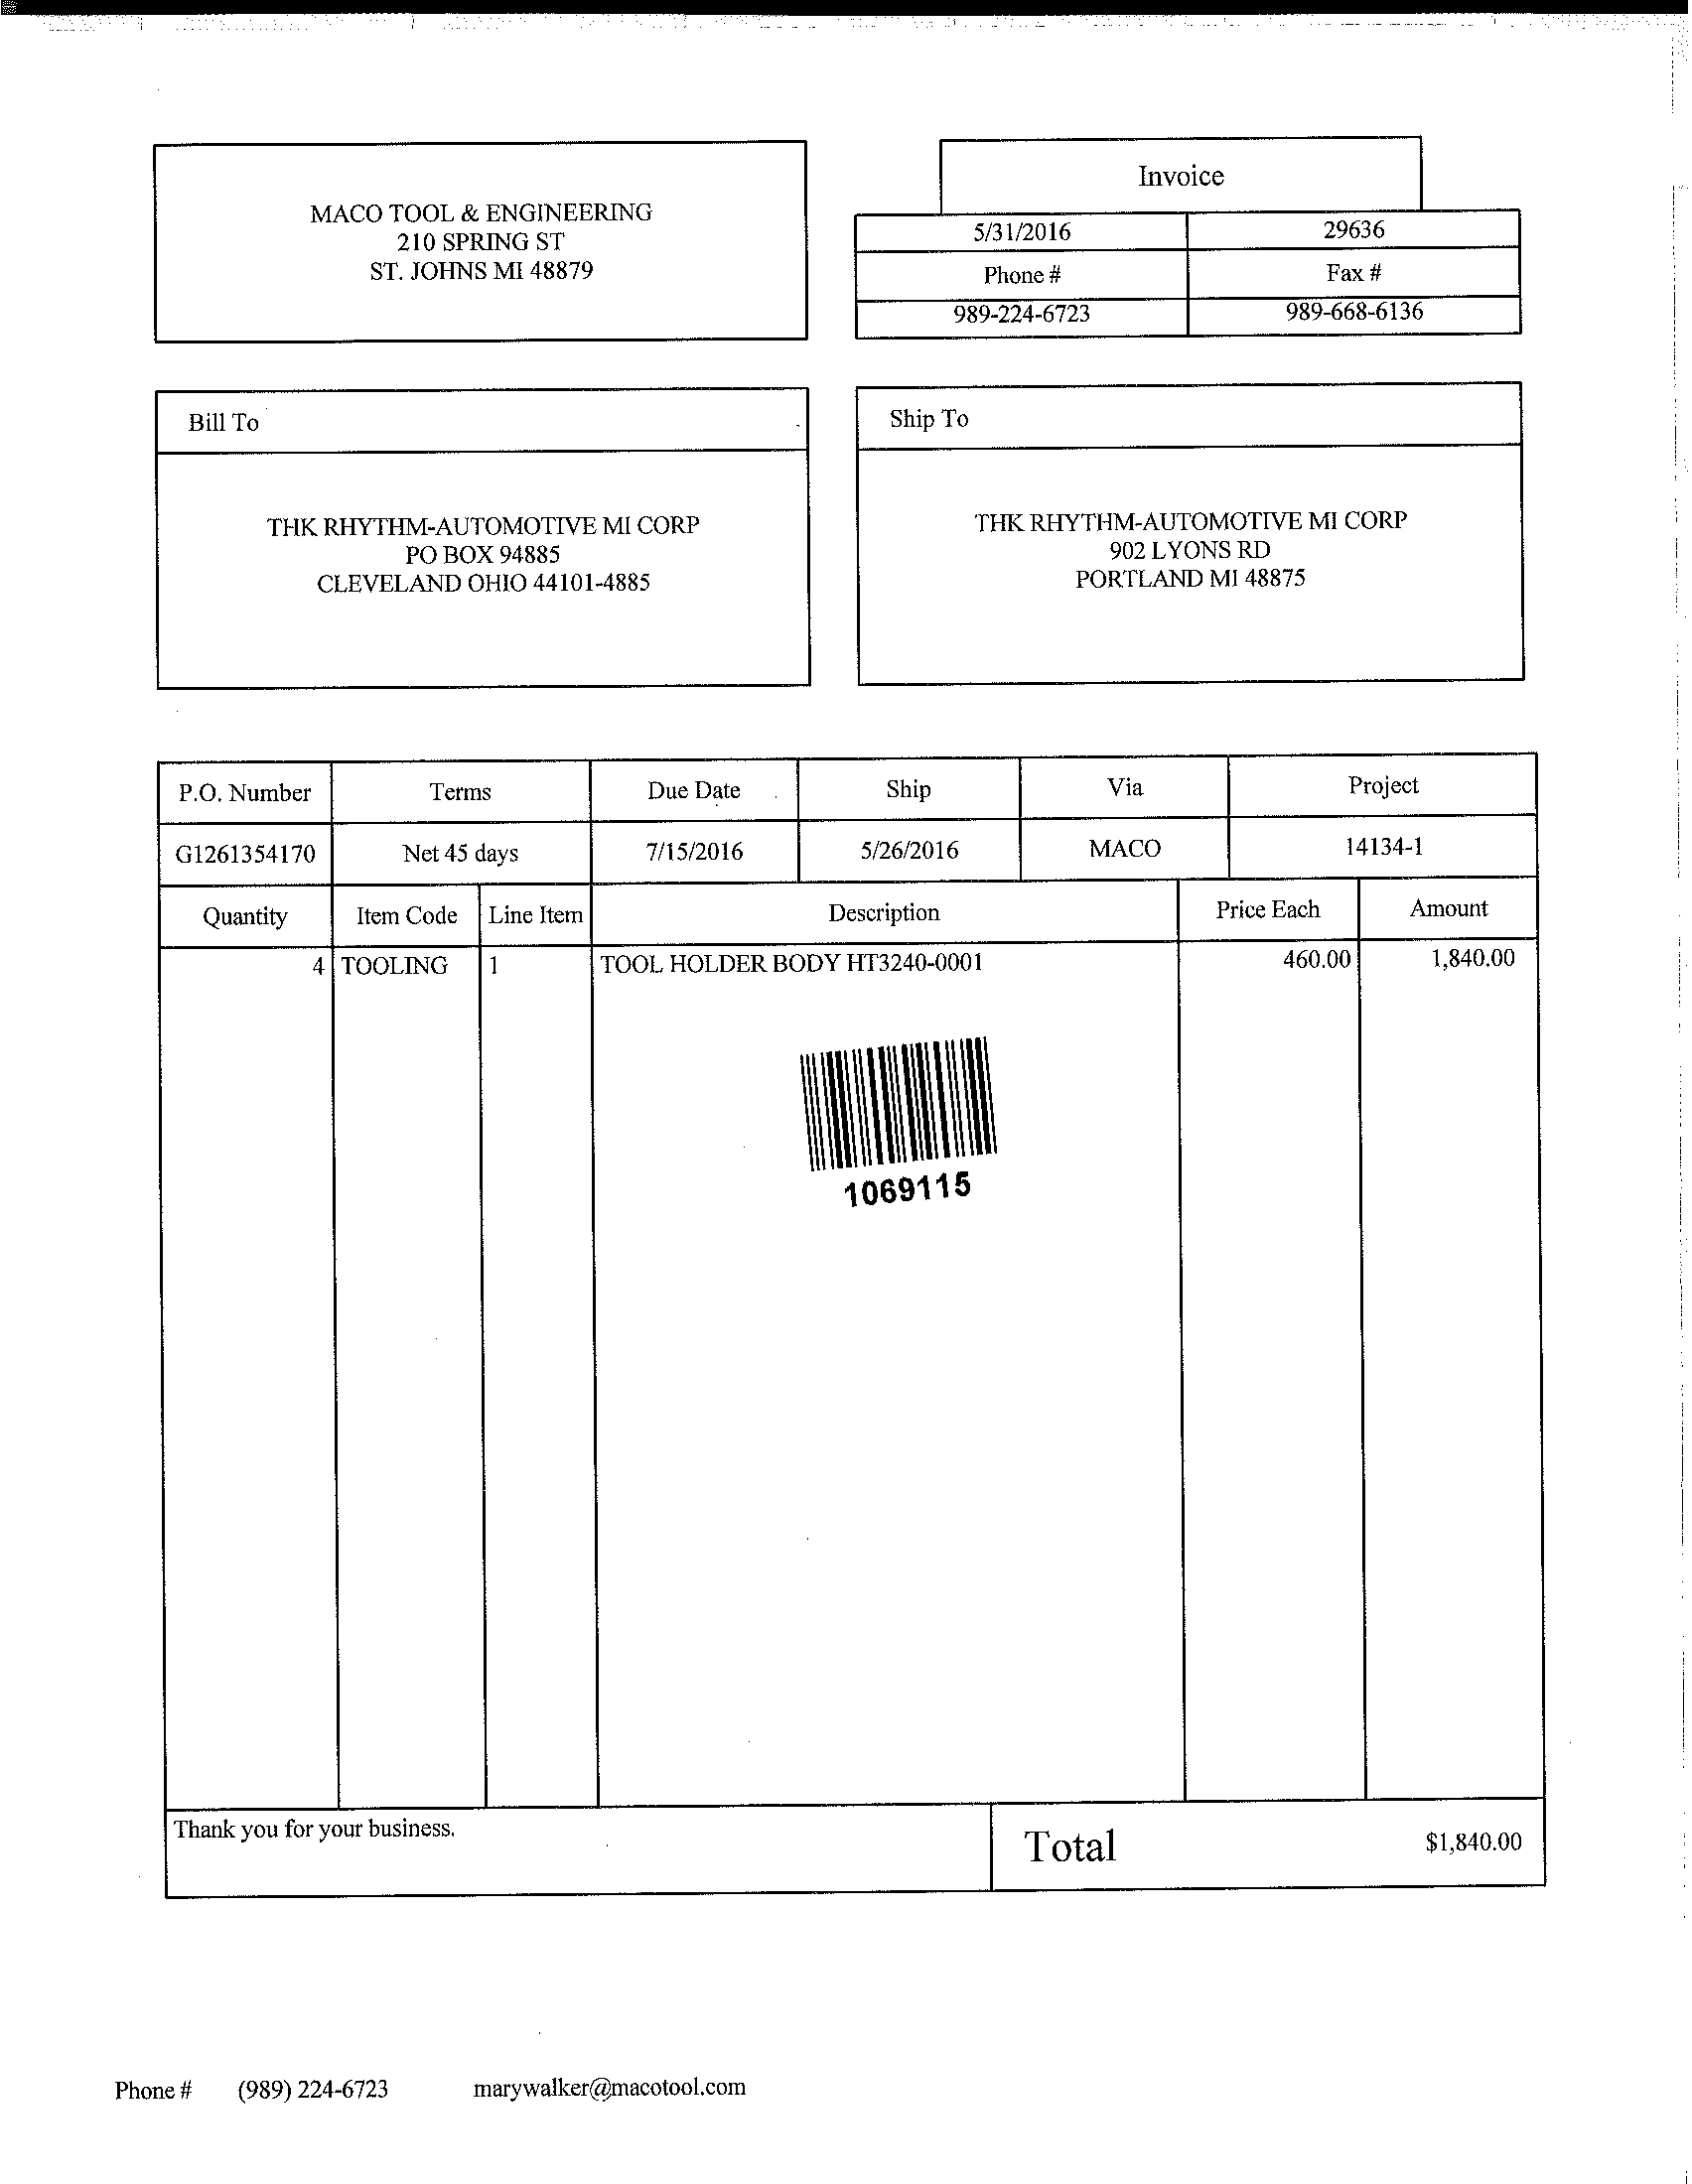 MACO TOOL & ENGINEERING
210 SPRING ST
ST. JOHNS MI 48879
Invoice
5/31/2016 29636
Phone # Fax #
989-224-6723 989-668-6136
Bill To
THK RHYTHM-AUTOMOTIVE MI CORP
PO BOX 94885
CLEVELAND OHIO 44101-4885
Ship To
THK RHYTHM-AUTOMOTIVE MI CORP
902 LYONS RD
PORTLAND MI 48875
P.O. Number Terms Due Date Ship Via Project
G1261354170 Net 45 days 7/15/2016 5/26/2016 MACO 14134-1
Quantity Item Code Line Item Description Price Each Amount
4 TOOLING 1 TOOL HOLDER BODY HT3240-0001 460.00 1,840.00
1069115
Thank you for your business.
Total $1,840.00
Phone # (989) 224-6723 marywalker@macotool.com